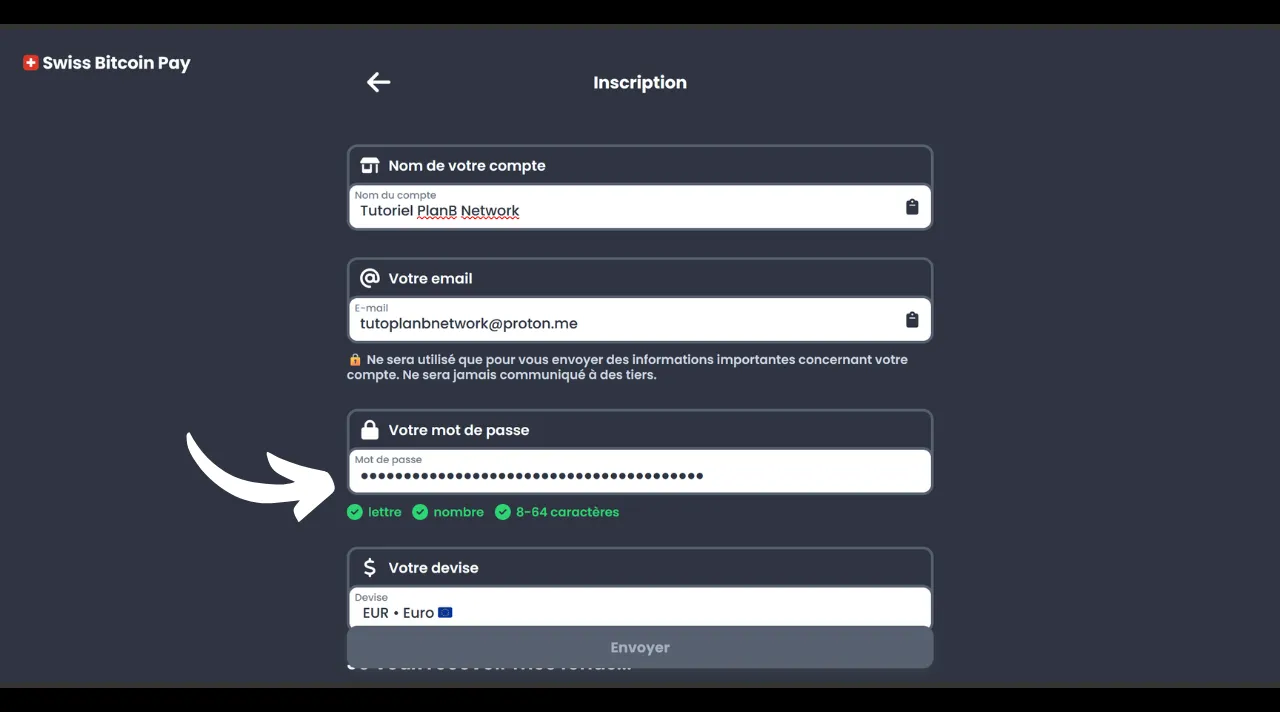 Swiss Bitcoin Pay
Inscription
Nom de votre compte
Nom du compte
Tutoriel PlanB Network
Votre email
E-mail
tutoplanbnetwork@proton.me
Ne sera utilisé que pour vous envoyer des informations importantes concernant votre
compte. Ne sera jamais communiqué à des tiers.
Votre mot de passe
Mot de passe
lettre nombre 8-64 caractères
Votre devise
Devise
EUR • Euro
Envoyer